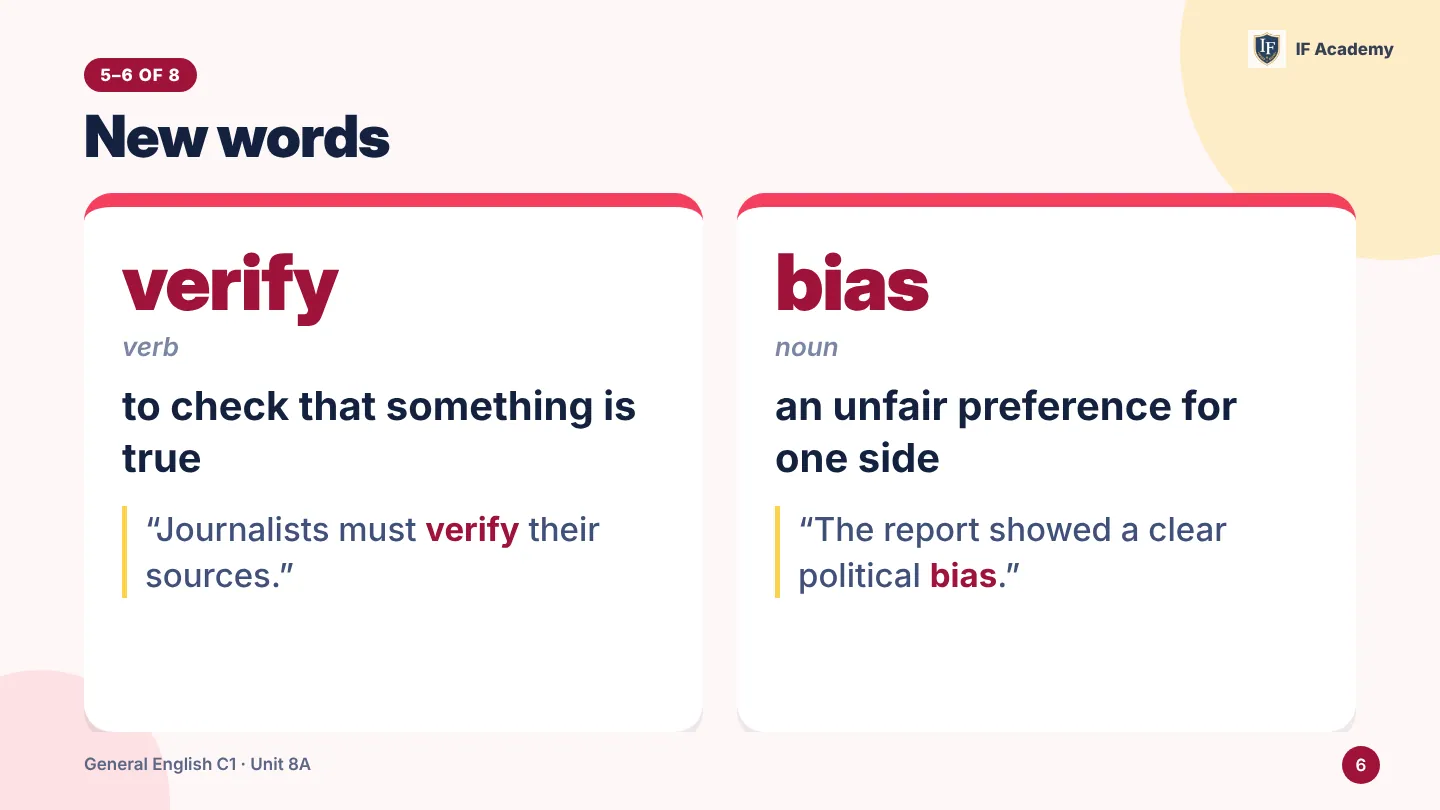 IF
IF Academy
5–6 OF 8
New words
verify
verb
to check that something is
true
“Journalists must verify their
sources.”
bias
noun
an unfair preference for
one side
“The report showed a clear
political bias.”
General English C1 · Unit 8A
6